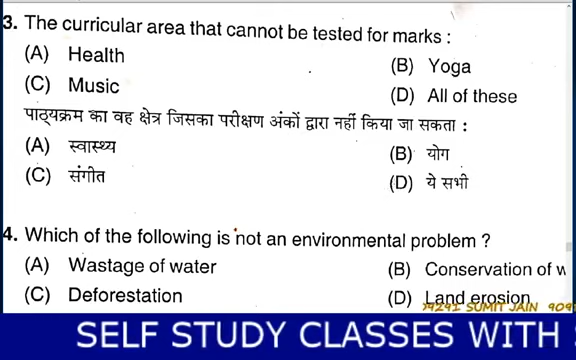 3. The curricular area that cannot be tested for marks :
(A) Health
(B) Yoga
(C) Music
(D) All of these
पाठ्यक्रम का वह क्षेत्र जिसका परीक्षण अंकों द्वारा नहीं किया जा सकता :
(A) स्वास्थ्य
(B) योग
(C) संगीत
(D) ये सभी
4. Which of the following is not an environmental problem ?
(A) Wastage of water
(B) Conservation of w
(C) Deforestation
(D) Land erosion
SUMIT JAIN 909
SELF STUDY CLASSES WITH